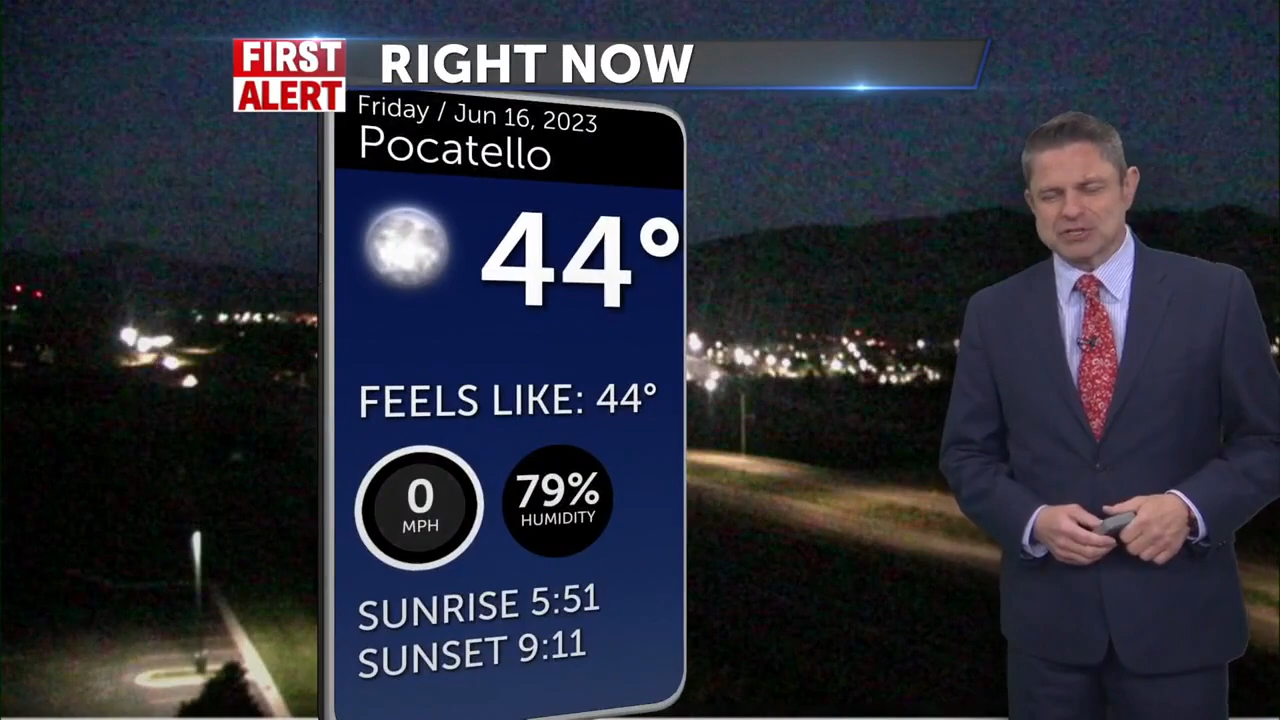 FIRST
ALERT
RIGHT NOW
Friday / Jun 16, 2023
Pocatello
44°
FEELS LIKE: 44°
0
MPH
79%
HUMIDITY
SUNRISE 5:51
SUNSET 9:11